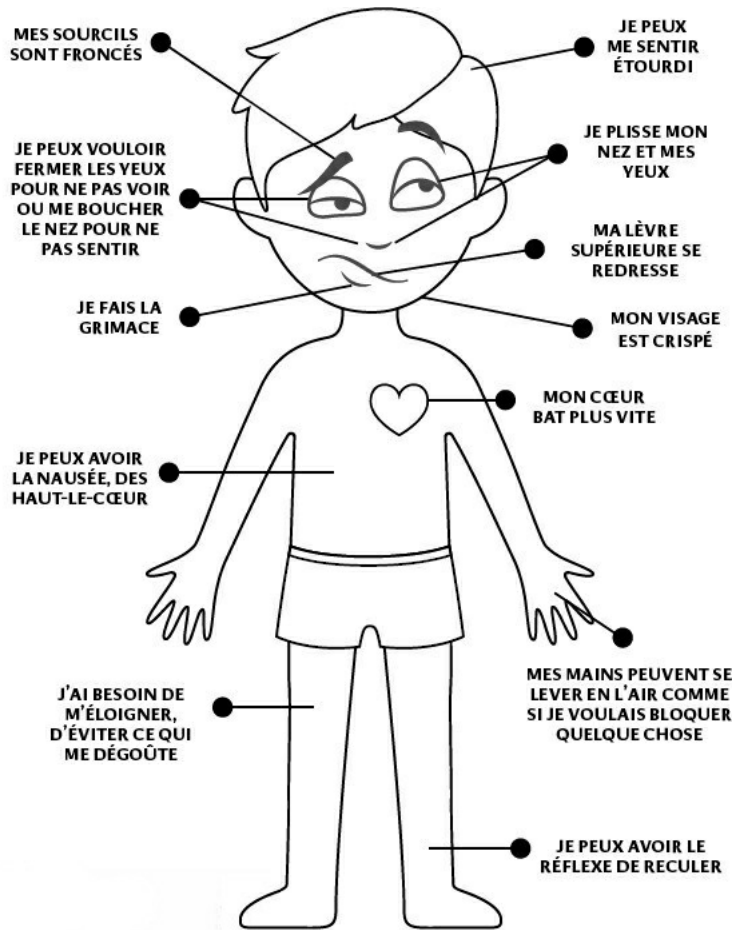 MES SOURCILS
SONT FRONCÉS
JE PEUX
ME SENTIR
ÉTOURDI
JE PEUX VOULOIR
FERMER LES YEUX
POUR NE PAS VOIR
OU ME BOUCHER
LE NEZ POUR NE
PAS SENTIR
JE PLISSE MON
NEZ ET MES
YEUX
MA LÈVRE
SUPÉRIEURE SE
REDRESSE
JE FAIS LA
GRIMACE
MON VISAGE
EST CRISPÉ
MON CŒUR
BAT PLUS VITE
JE PEUX AVOIR
LA NAUSÉE, DES
HAUT-LE-CŒUR
MES MAINS PEUVENT SE
LEVER EN L'AIR COMME
SI JE VOULAIS BLOQUER
QUELQUE CHOSE
J'AI BESOIN DE
M'ÉLOIGNER,
D'ÉVITER CE QUI
ME DÉGOÛTE
JE PEUX AVOIR LE
RÉFLEXE DE RECULER